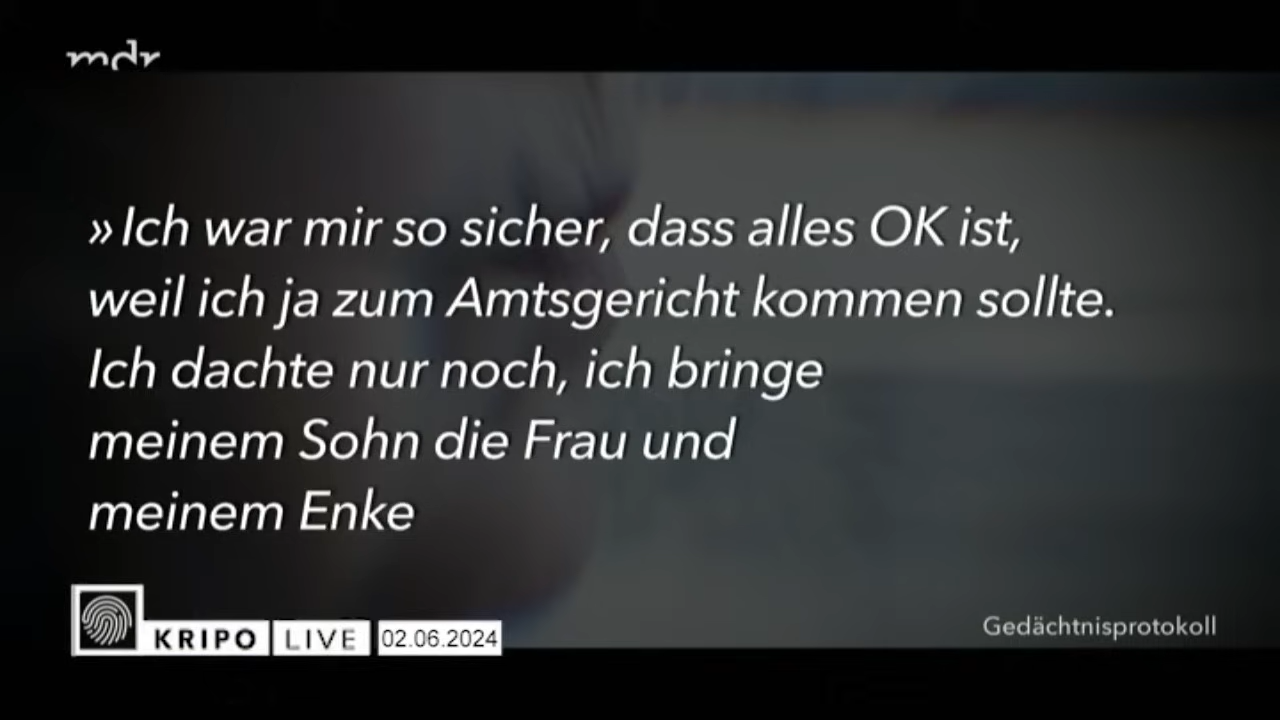 mdr
»Ich war mir so sicher, dass alles OK ist,
weil ich ja zum Amtsgericht kommen sollte.
Ich dachte nur noch, ich bringe
meinem Sohn die Frau und
meinem Enke
Gedächtnisprotokoll
KRIPO LIVE 02.06.2024